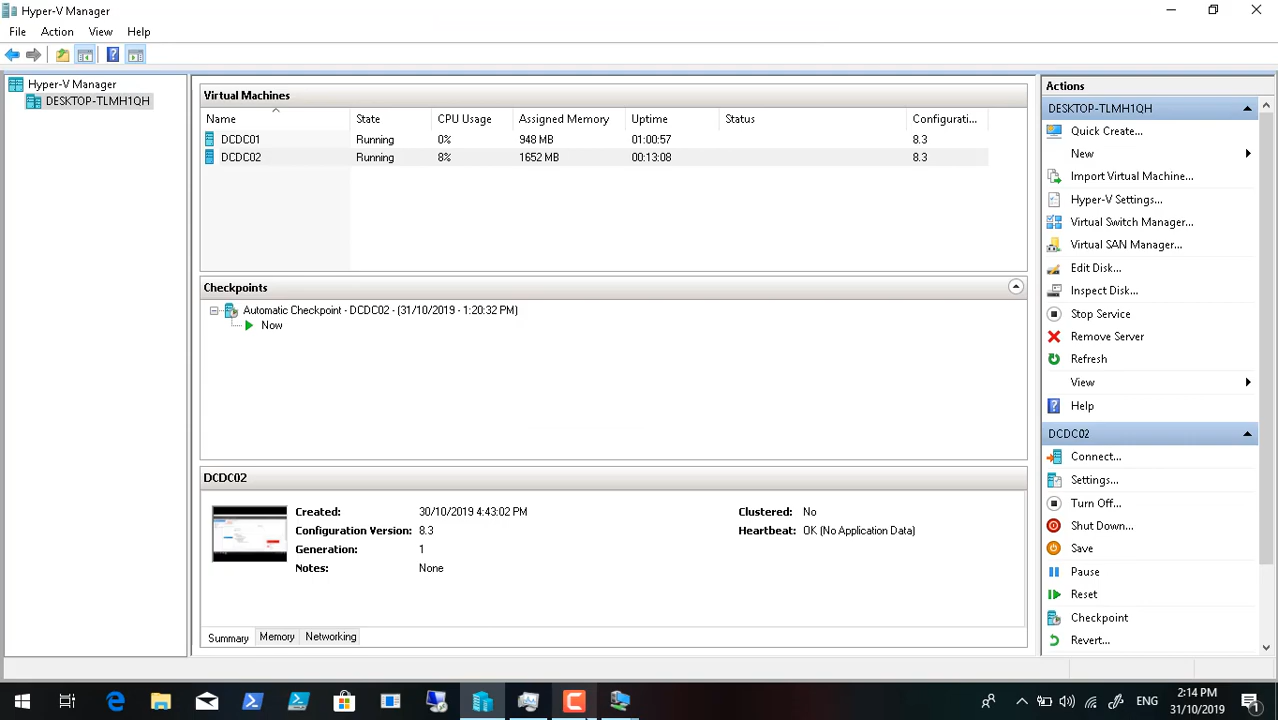 Hyper-V Manager
File Action View Help
Hyper-V Manager
DESKTOP-TLMH1QH
Virtual Machines
Name State CPU Usage Assigned Memory Uptime Status Configurati...
DCDC01 Running 0% 948 MB 01:00:57 8.3
DCDC02 Running 8% 1652 MB 00:13:08 8.3
Checkpoints
Automatic Checkpoint - DCDC02 - (31/10/2019 - 1:20:32 PM)
Now
DCDC02
Created: 30/10/2019 4:43:02 PM Clustered: No
Configuration Version: 8.3 Heartbeat: OK (No Application Data)
Generation: 1
Notes: None
Summary Memory Networking
Actions
DESKTOP-TLMH1QH
Quick Create...
New
Import Virtual Machine...
Hyper-V Settings...
Virtual Switch Manager...
Virtual SAN Manager...
Edit Disk...
Inspect Disk...
Stop Service
Remove Server
Refresh
View
Help
DCDC02
Connect...
Settings...
Turn Off...
Shut Down...
Save
Pause
Reset
Checkpoint
Revert...
ENG
2:14 PM
31/10/2019
1